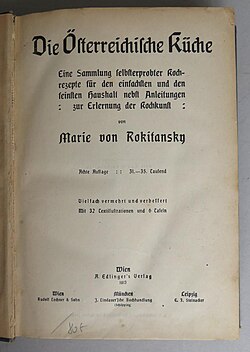 Die Österreichische Küche
Eine Sammlung selbsterprobter Koch-
rezepte für den einfachsten und den
feinsten Haushalt nebst Anleitungen
: zur Erlernung der Kochkunst :
von
Marie von Rokitansky
Achte Auflage : : 31.—35. Tausend
Vielfach vermehrt und verbessert
Mit 32 Textillustrationen und 6 Tafeln
Wien
A. Edlinger's Verlag
Wien
Rudolf Lechner & Sohn
München
J. Lindauer'sche Buchhandlung
(Schöpping)
Leipzig